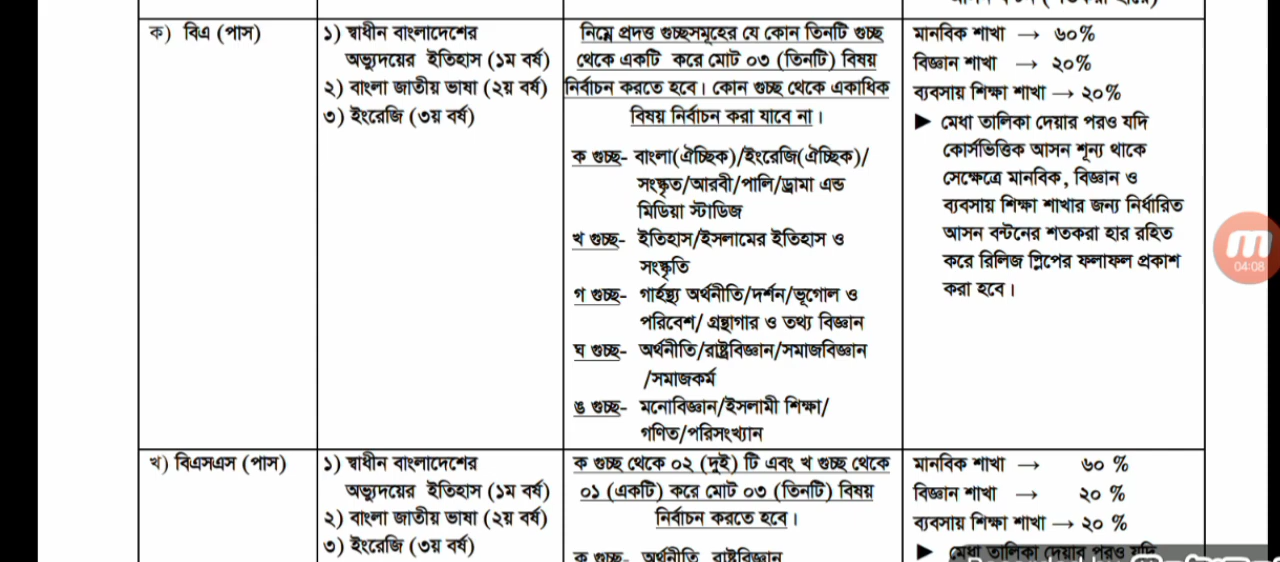 ক) বিএ (পাস)
১) স্বাধীন বাংলাদেশের
অভ্যুদয়ের ইতিহাস (১ম বর্ষ)
২) বাংলা জাতীয় ভাষা (২য় বর্ষ)
৩) ইংরেজি (৩য় বর্ষ)
নিম্নে প্রদত্ত গুচ্ছসমূহের যে কোন তিনটি গুচ্ছ
থেকে একটি করে মোট ০৩ (তিনটি) বিষয়
নির্বাচন করতে হবে। কোন গুচ্ছ থেকে একাধিক
বিষয় নির্বাচন করা যাবে না।
ক গুচ্ছ- বাংলা(ঐচ্ছিক)/ইংরেজি(ঐচ্ছিক)/
সংস্কৃত/আরবী/পালি/ড্রামা এন্ড
মিডিয়া স্টাডিজ
খ গুচ্ছ- ইতিহাস/ইসলামের ইতিহাস ও
সংস্কৃতি
গ গুচ্ছ- গার্হস্থ্য অর্থনীতি/দর্শন/ভূগোল ও
পরিবেশ/ গ্রন্থাগার ও তথ্য বিজ্ঞান
ঘ গুচ্ছ- অর্থনীতি/রাষ্ট্রবিজ্ঞান/সমাজবিজ্ঞান
/সমাজকর্ম
ঙ গুচ্ছ- মনোবিজ্ঞান/ইসলামী শিক্ষা/
গণিত/পরিসংখ্যান
মানবিক শাখা → ৬০%
বিজ্ঞান শাখা → ২০%
ব্যবসায় শিক্ষা শাখা → ২০%
► মেধা তালিকা দেয়ার পরও যদি
কোর্সভিত্তিক আসন শূন্য থাকে
সেক্ষেত্রে মানবিক, বিজ্ঞান ও
ব্যবসায় শিক্ষা শাখার জন্য নির্ধারিত
আসন বন্টনের শতকরা হার রহিত
করে রিলিজ স্লিপের ফলাফল প্রকাশ
করা হবে।
04:08
খ) বিএসএস (পাস)
১) স্বাধীন বাংলাদেশের
অভ্যুদয়ের ইতিহাস (১ম বর্ষ)
২) বাংলা জাতীয় ভাষা (২য় বর্ষ)
৩) ইংরেজি (৩য় বর্ষ)
ক গুচ্ছ থেকে ০২ (দুই) টি এবং খ গুচ্ছ থেকে
০১ (একটি) করে মোট ০৩ (তিনটি) বিষয়
নির্বাচন করতে হবে।
ক গুচ্ছ- অর্থনীতি, রাষ্ট্রবিজ্ঞান
মানবিক শাখা → ৬০ %
বিজ্ঞান শাখা → ২০ %
ব্যবসায় শিক্ষা শাখা → ২০ %
► মেধা তালিকা দেয়ার পরও যদি